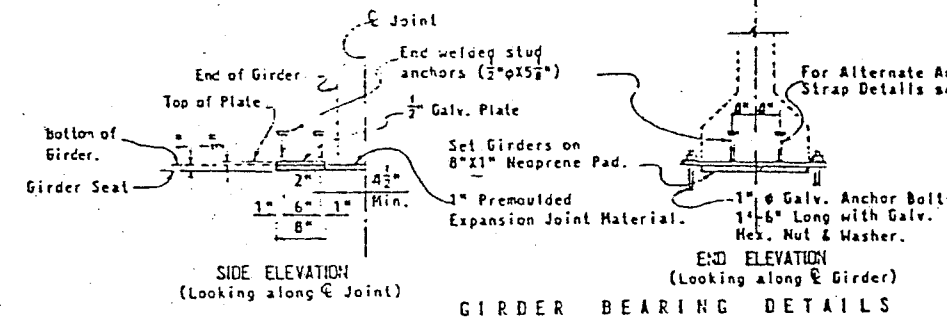 ℄ Joint
End welded stud
anchors (½"φX5⅛")
End of Girder
Top of Plate
½" Galv. Plate
Bottom of
Girder.
Girder Seat
For Alternate A
Strap Details s
4" 4"
Set Girders on
8"X1" Neoprene Pad.
2"
4½"
Min.
1" 6" 1"
8"
1" Premoulded
Expansion Joint Material.
1" φ Galv. Anchor Bolt
1'-6" Long with Galv.
Hex. Nut & Washer.
SIDE ELEVATION
(Looking along ℄ Joint)
END ELEVATION
(Looking along ℄ Girder)
GIRDER BEARING DETAILS